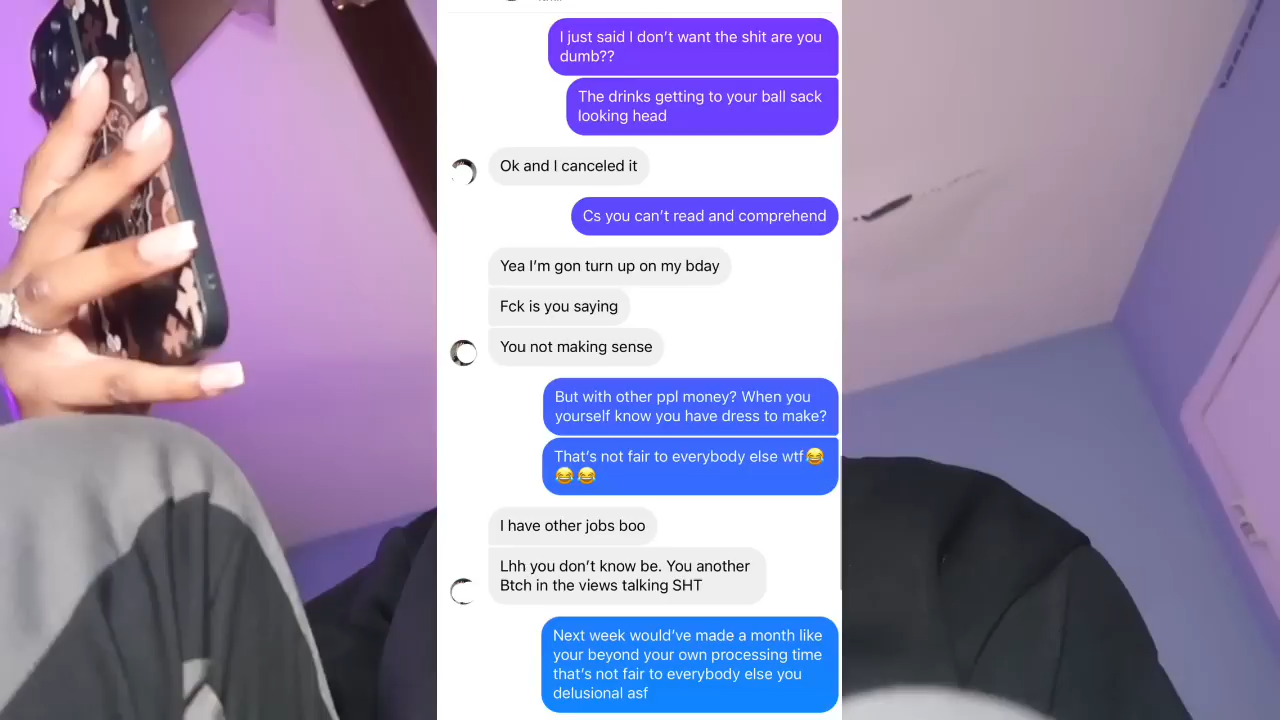 I just said I don't want the shit are you
dumb??
The drinks getting to your ball sack
looking head
Ok and I canceled it
Cs you can't read and comprehend
Yea I'm gon turn up on my bday
Fck is you saying
You not making sense
But with other ppl money? When you
yourself know you have dress to make?
That's not fair to everybody else wtf😂
😂😂
I have other jobs boo
Lhh you don't know be. You another
Btch in the views talking SHT
Next week would've made a month like
your beyond your own processing time
that's not fair to everybody else you
delusional asf